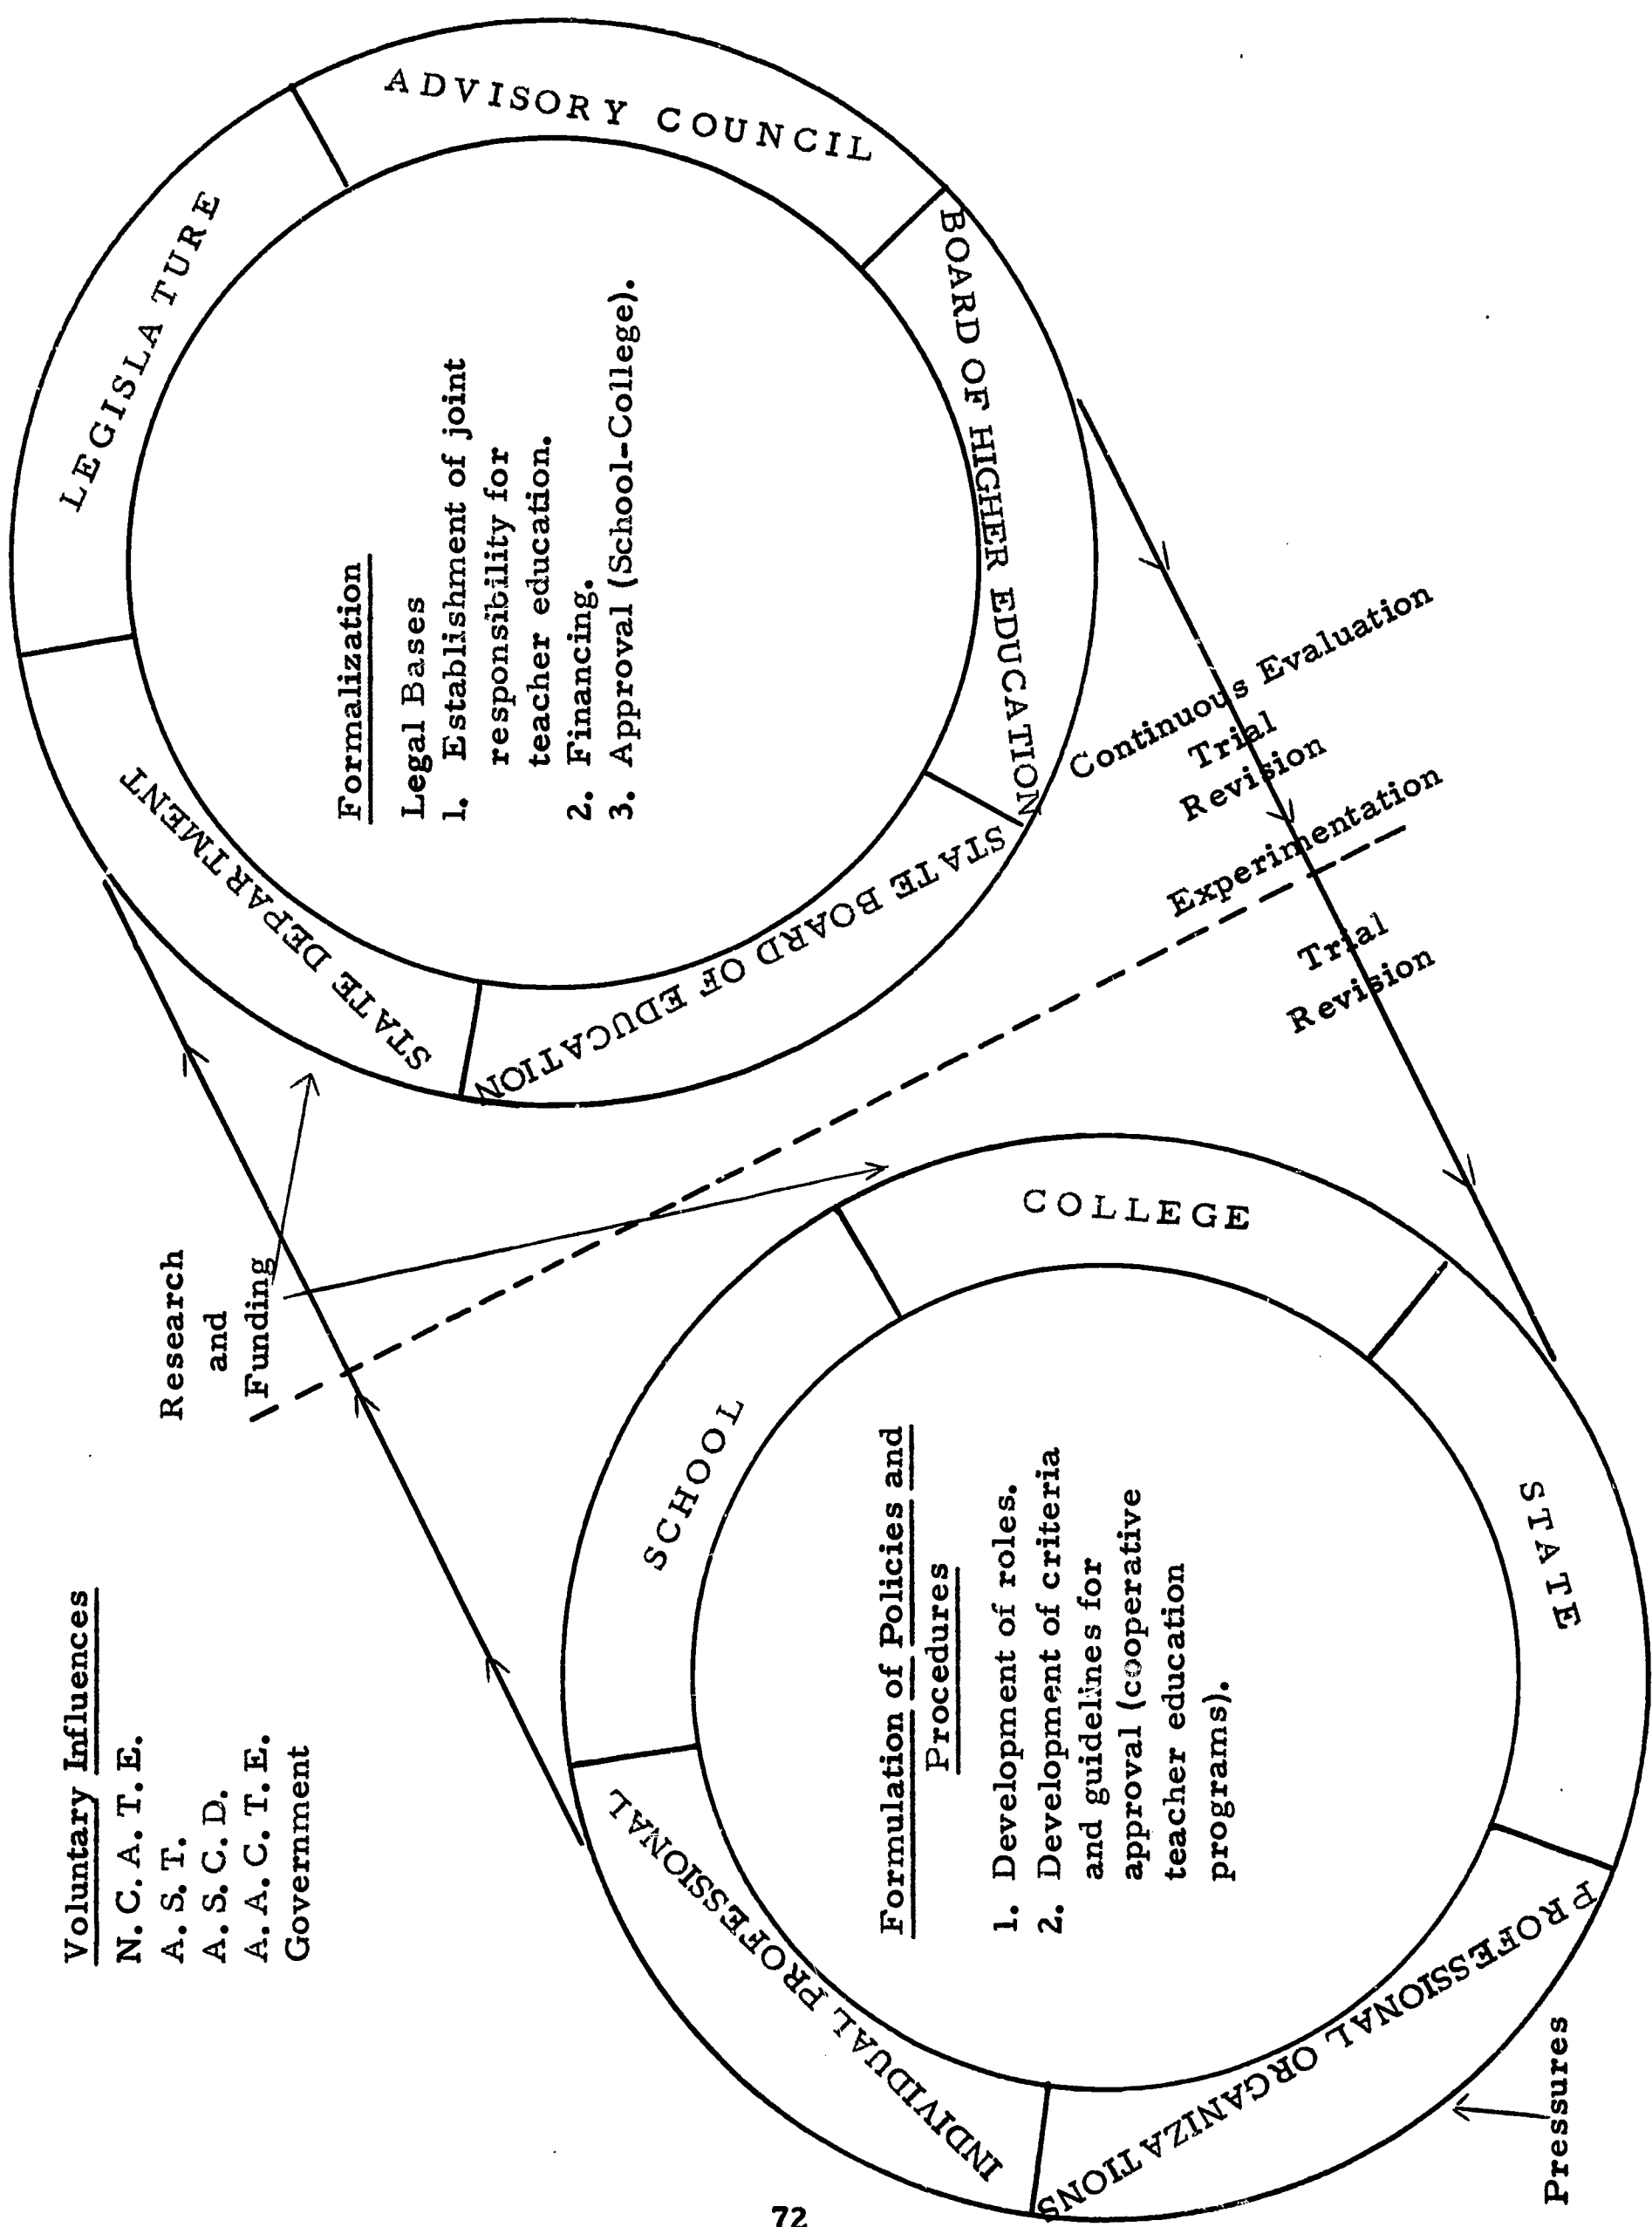 Voluntary Influences
N. C. A. T. E.
A. S. T.
A. S. C. D.
A. A. C. T. E.
Government
Research
and
Funding
LEGISLATURE
ADVISORY COUNCIL
BOARD OF HIGHER EDUCATION
STATE BOARD OF EDUCATION
STATE DEPARTMENT
Formalization
Legal Bases
1. Establishment of joint
responsibility for
teacher education.
2. Financing.
3. Approval (School-College).
SCHOOL
COLLEGE
STATE
PROFESSIONAL ORGANIZATIONS
INDIVIDUAL PROFESSIONAL
Formulation of Policies and
Procedures
1. Development of roles.
2. Development of criteria
and guidelines for
approval (cooperative
teacher education
programs).
Continuous Evaluation
Trial
Revision
Experimentation
Trial
Revision
Pressures
72